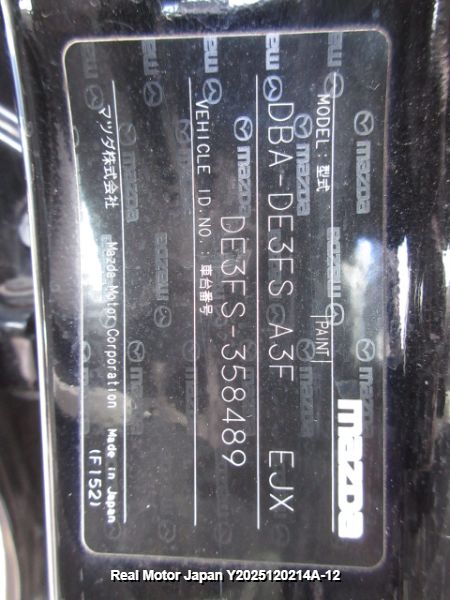 mazda
MODEL:型式 PAINT
DBA-DE3FS A3F EJX
VEHICLE ID.NO.:車台番号
DE3FS-358489
マツダ株式会社 Mazda Motor Corporation Made in Japan
(F152)
Real Motor Japan Y2025120214A-12